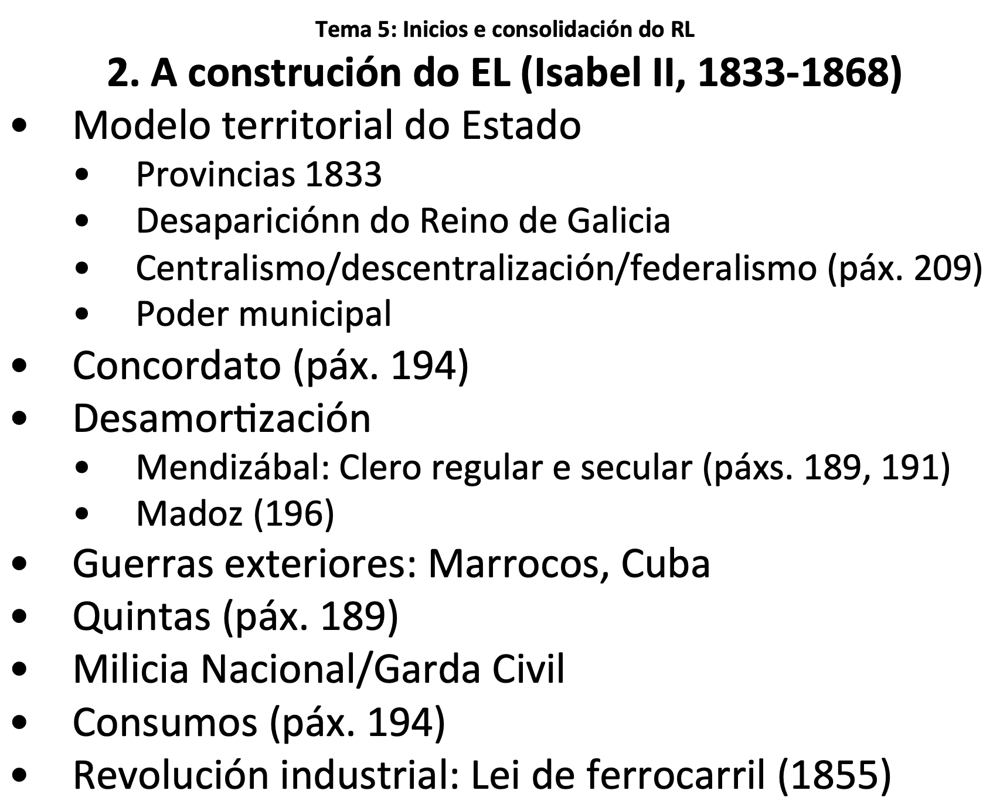 Tema 5: Inicios e consolidación do RL
2. A construción do EL (Isabel II, 1833-1868)
• Modelo territorial do Estado
• Provincias 1833
• Desapariciónn do Reino de Galicia
• Centralismo/descentralización/federalismo (páx. 209)
• Poder municipal
• Concordato (páx. 194)
• Desamortización
• Mendizábal: Clero regular e secular (páxs. 189, 191)
• Madoz (196)
• Guerras exteriores: Marrocos, Cuba
• Quintas (páx. 189)
• Milicia Nacional/Garda Civil
• Consumos (páx. 194)
• Revolución industrial: Lei de ferrocarril (1855)